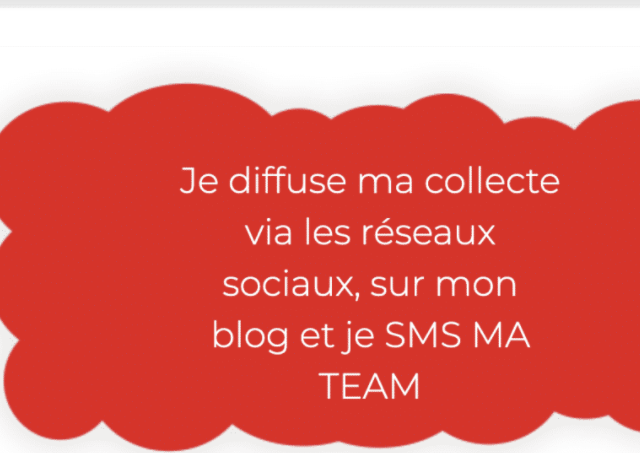 Je diffuse ma collecte
via les réseaux
sociaux, sur mon
blog et je SMS MA
TEAM